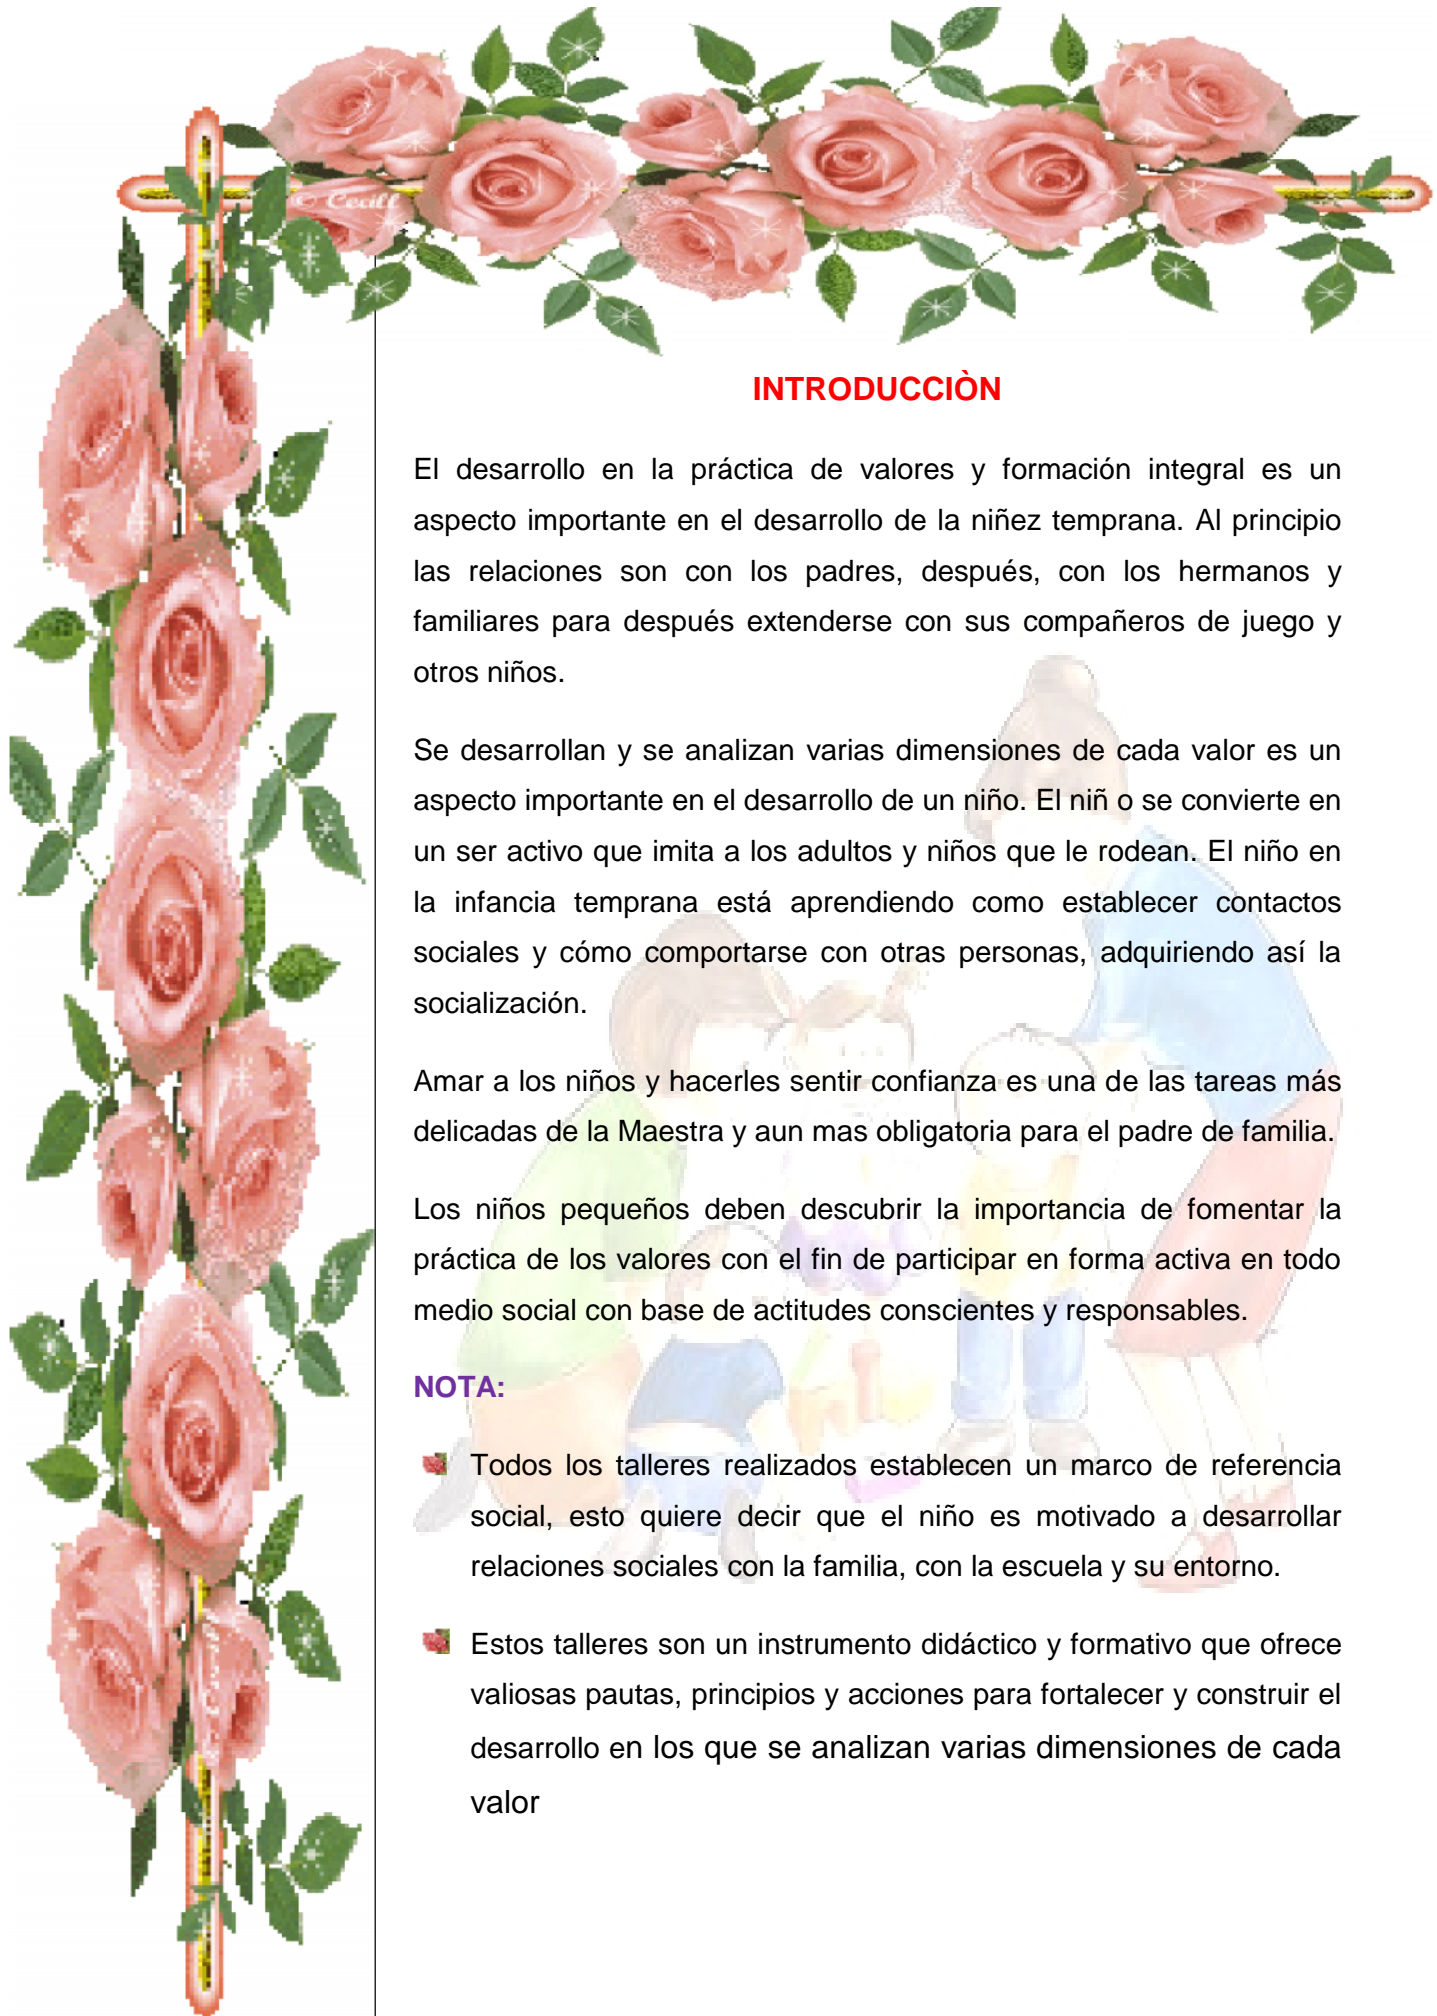 © Cecill
INTRODUCCIÒN
El desarrollo en la práctica de valores y formación integral es un
aspecto importante en el desarrollo de la niñez temprana. Al principio
las relaciones son con los padres, después, con los hermanos y
familiares para después extenderse con sus compañeros de juego y
otros niños.
Se desarrollan y se analizan varias dimensiones de cada valor es un
aspecto importante en el desarrollo de un niño. El niñ o se convierte en
un ser activo que imita a los adultos y niños que le rodean. El niño en
la infancia temprana está aprendiendo como establecer contactos
sociales y cómo comportarse con otras personas, adquiriendo así la
socialización.
Amar a los niños y hacerles sentir confianza es una de las tareas más
delicadas de la Maestra y aun mas obligatoria para el padre de familia.
Los niños pequeños deben descubrir la importancia de fomentar la
práctica de los valores con el fin de participar en forma activa en todo
medio social con base de actitudes conscientes y responsables.
NOTA:
Todos los talleres realizados establecen un marco de referencia
social, esto quiere decir que el niño es motivado a desarrollar
relaciones sociales con la familia, con la escuela y su entorno.
Estos talleres son un instrumento didáctico y formativo que ofrece
valiosas pautas, principios y acciones para fortalecer y construir el
desarrollo en los que se analizan varias dimensiones de cada
valor